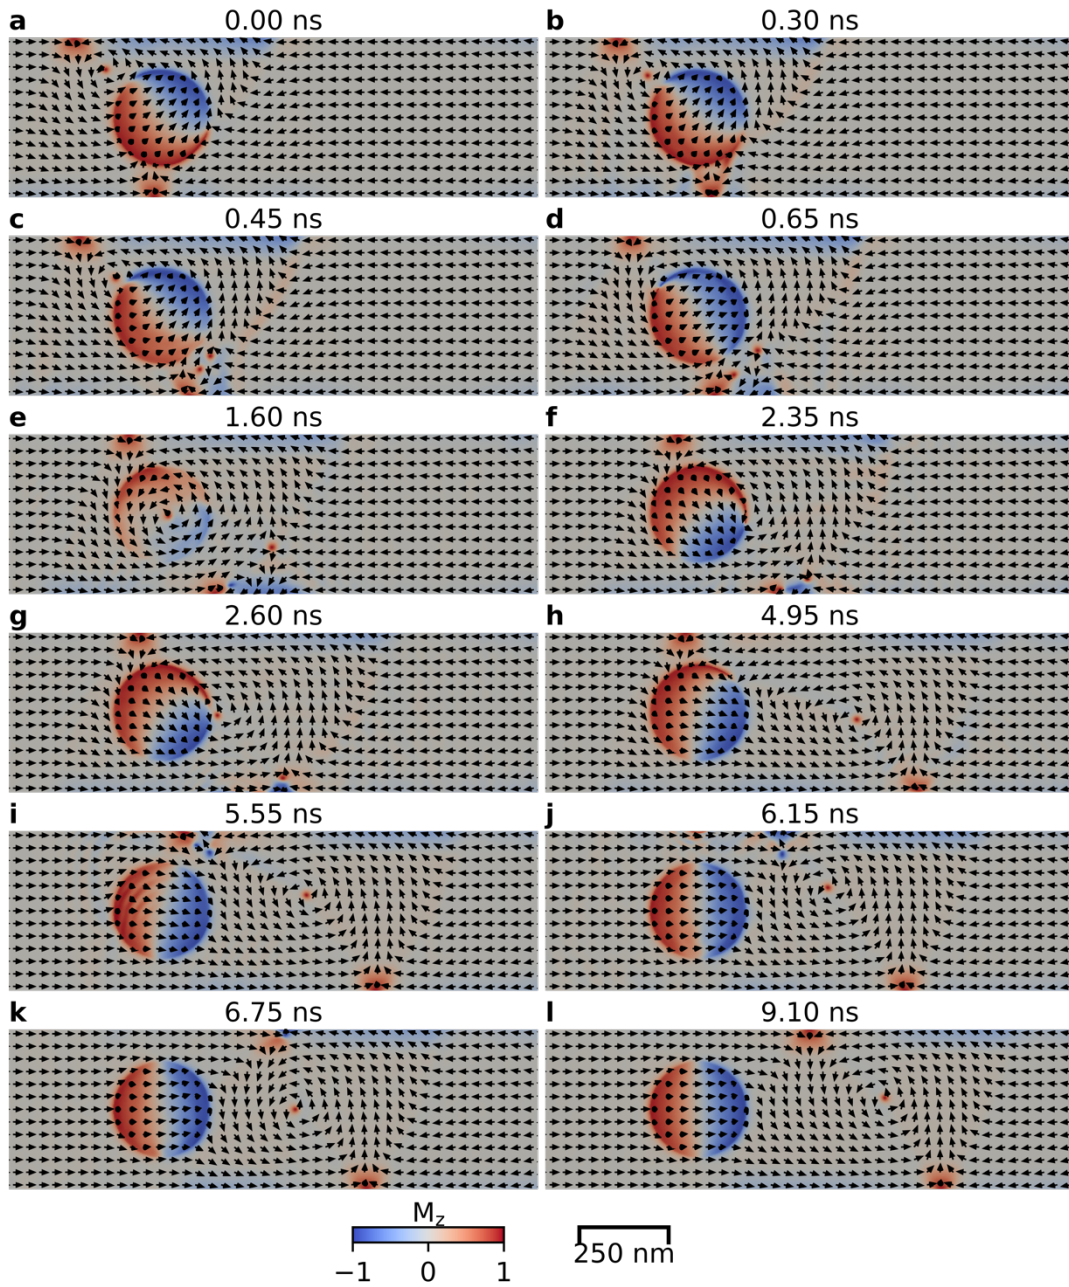 a 0.00 ns b 0.30 ns
c 0.45 ns d 0.65 ns
e 1.60 ns f 2.35 ns
g 2.60 ns h 4.95 ns
i 5.55 ns j 6.15 ns
k 6.75 ns l 9.10 ns
Mz
−1 0 1
250 nm